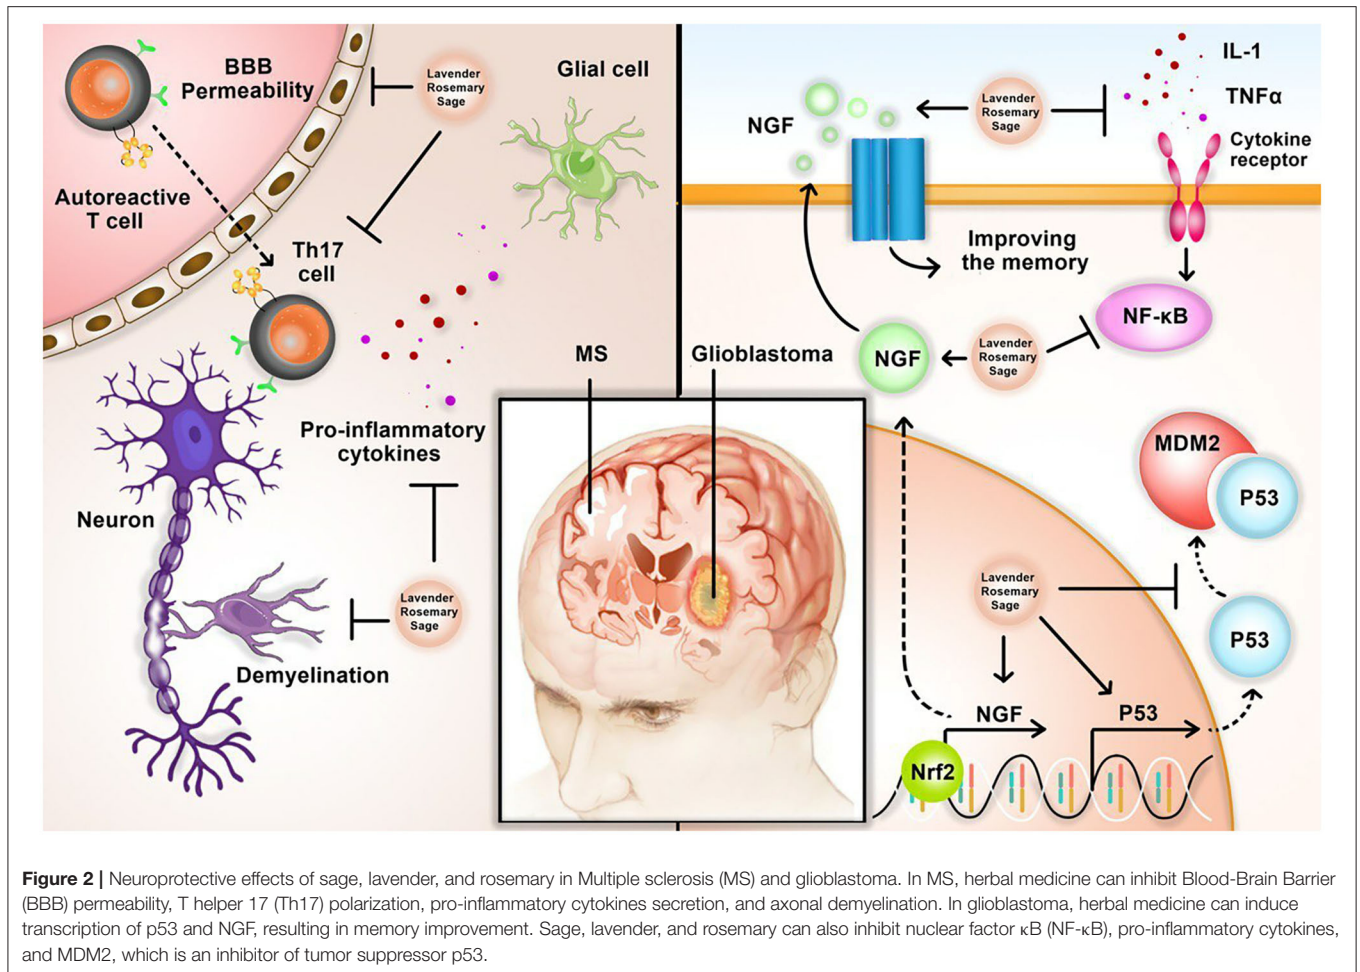 BBB
Permeability
Lavender
Rosemary
Sage
Glial cell
Autoreactive
T cell
Th17
cell
Pro-inflammatory
cytokines
Neuron
Lavender
Rosemary
Sage
Demyelination
MS
Glioblastoma
NGF
Lavender
Rosemary
Sage
IL-1
TNFα
Cytokine
receptor
Improving
the memory
NF-κB
NGF
Lavender
Rosemary
Sage
MDM2
P53
Lavender
Rosemary
Sage
P53
NGF
P53
Nrf2
Figure 2 | Neuroprotective effects of sage, lavender, and rosemary in Multiple sclerosis (MS) and glioblastoma. In MS, herbal medicine can inhibit Blood-Brain Barrier
(BBB) permeability, T helper 17 (Th17) polarization, pro-inflammatory cytokines secretion, and axonal demyelination. In glioblastoma, herbal medicine can induce
transcription of p53 and NGF, resulting in memory improvement. Sage, lavender, and rosemary can also inhibit nuclear factor κB (NF-κB), pro-inflammatory cytokines,
and MDM2, which is an inhibitor of tumor suppressor p53.